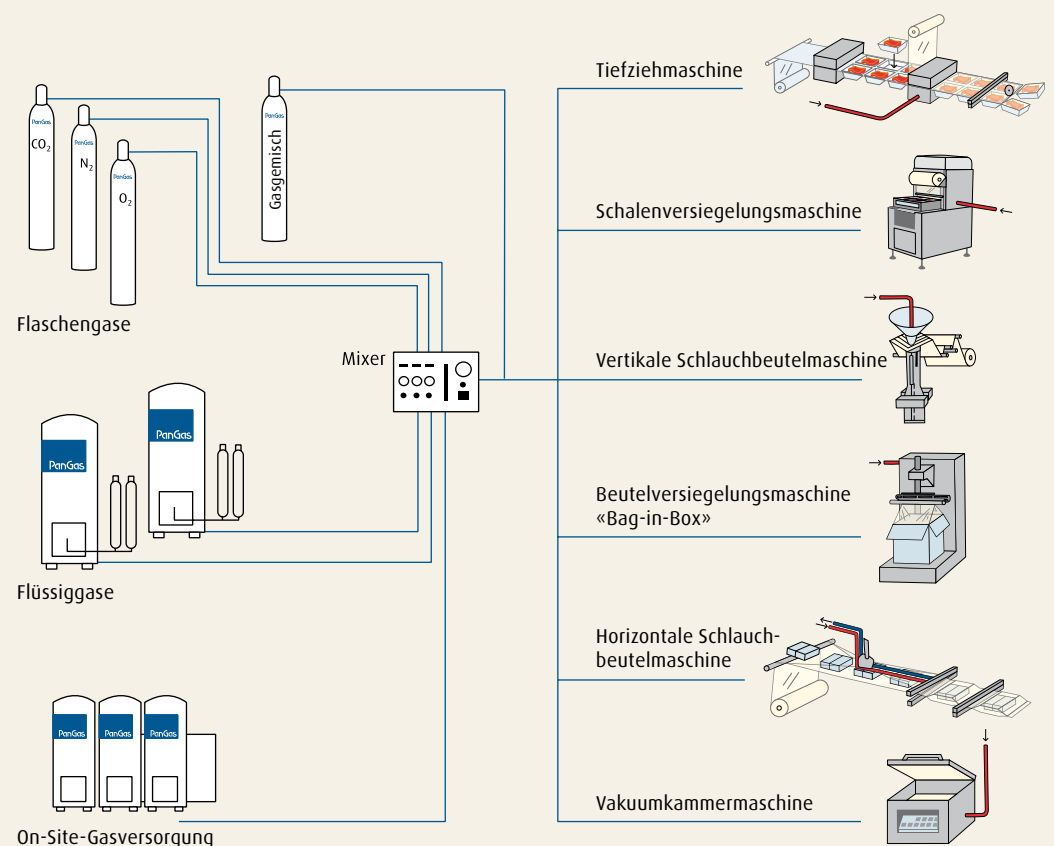 PanGas
CO₂
PanGas
N₂
PanGas
O₂
Gasgemisch
Flaschengase
Mixer
PanGas
PanGas
Flüssiggase
PanGas
PanGas
PanGas
On-Site-Gasversorgung
Tiefziehmaschine
Schalenversiegelungsmaschine
Vertikale Schlauchbeutelmaschine
Beutelversiegelungsmaschine
«Bag-in-Box»
Horizontale Schlauch-
beutelmaschine
Vakuumkammermaschine